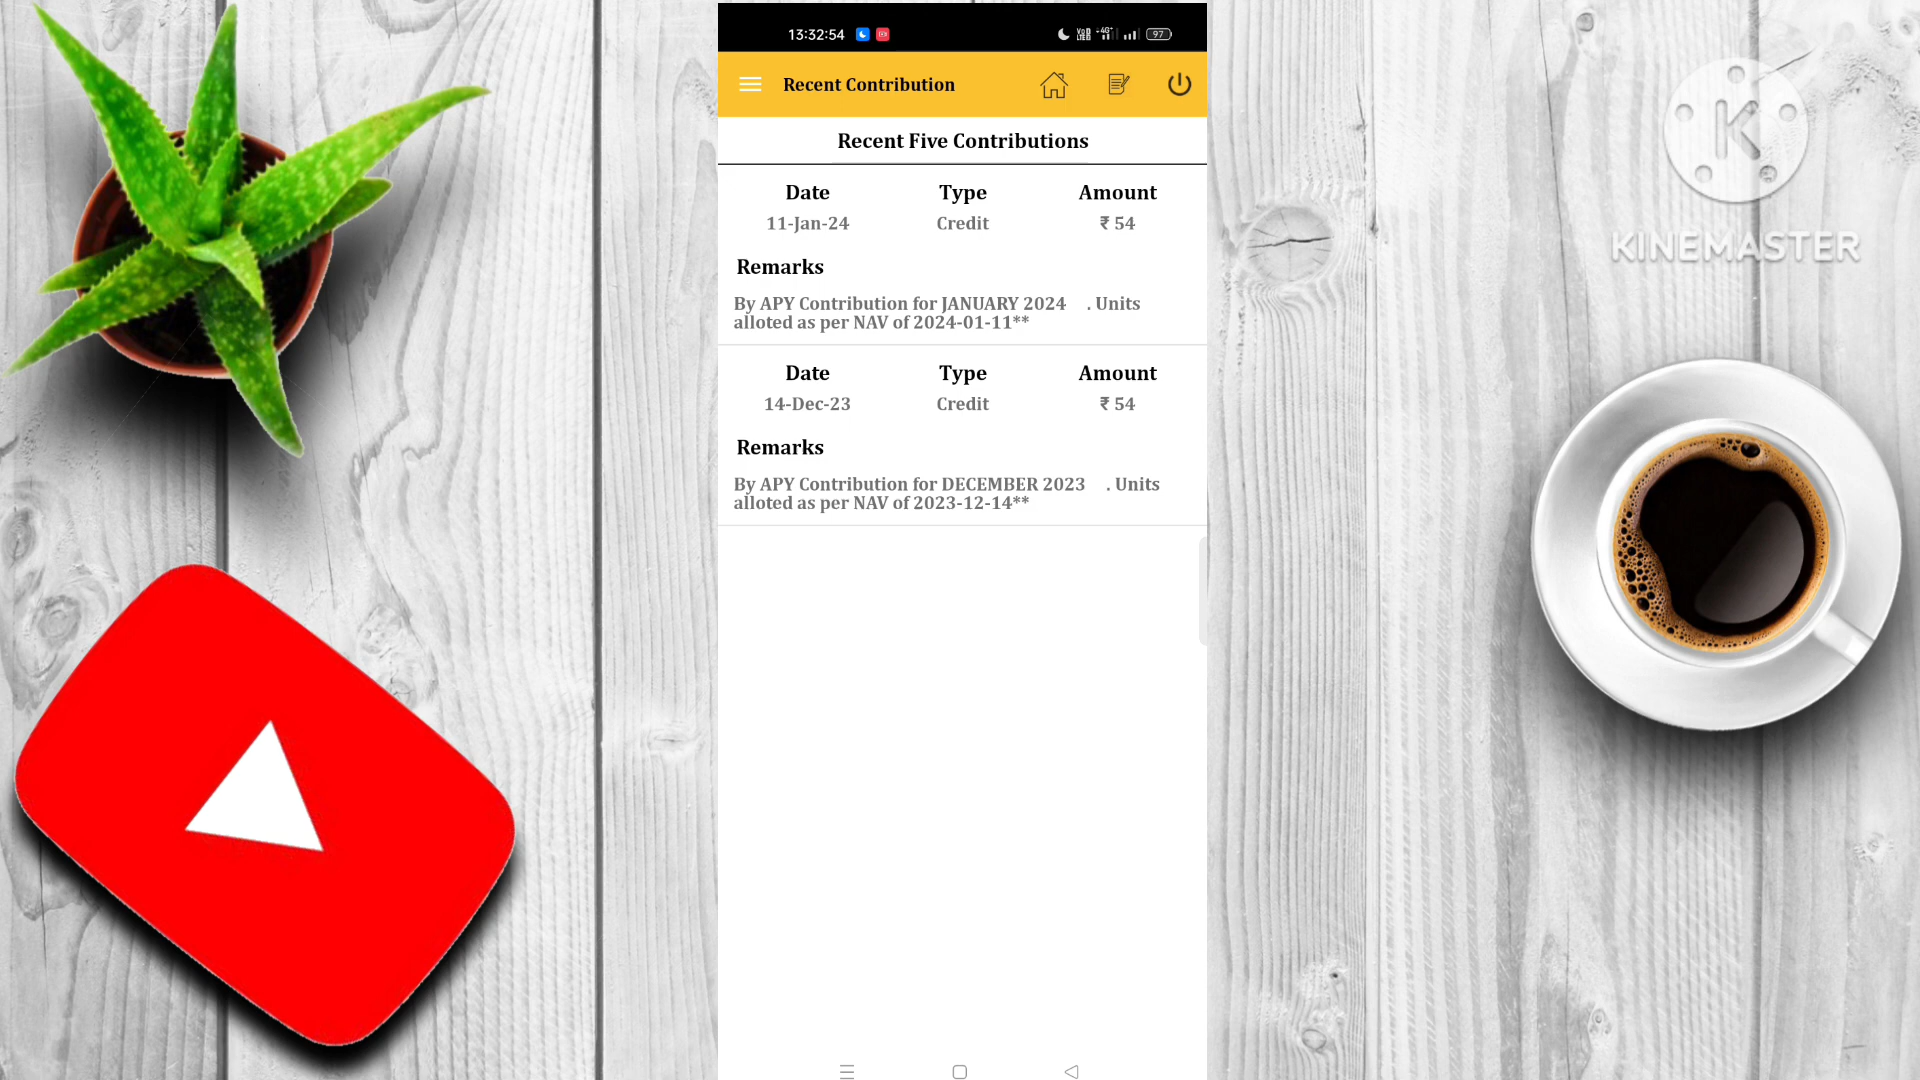 13:32:54
97
Recent Contribution
Recent Five Contributions
Date Type Amount
11-Jan-24 Credit ₹ 54
Remarks
By APY Contribution for JANUARY 2024 . Units
alloted as per NAV of 2024-01-11**
Date Type Amount
14-Dec-23 Credit ₹ 54
Remarks
By APY Contribution for DECEMBER 2023 . Units
alloted as per NAV of 2023-12-14**
K
KINEMASTER